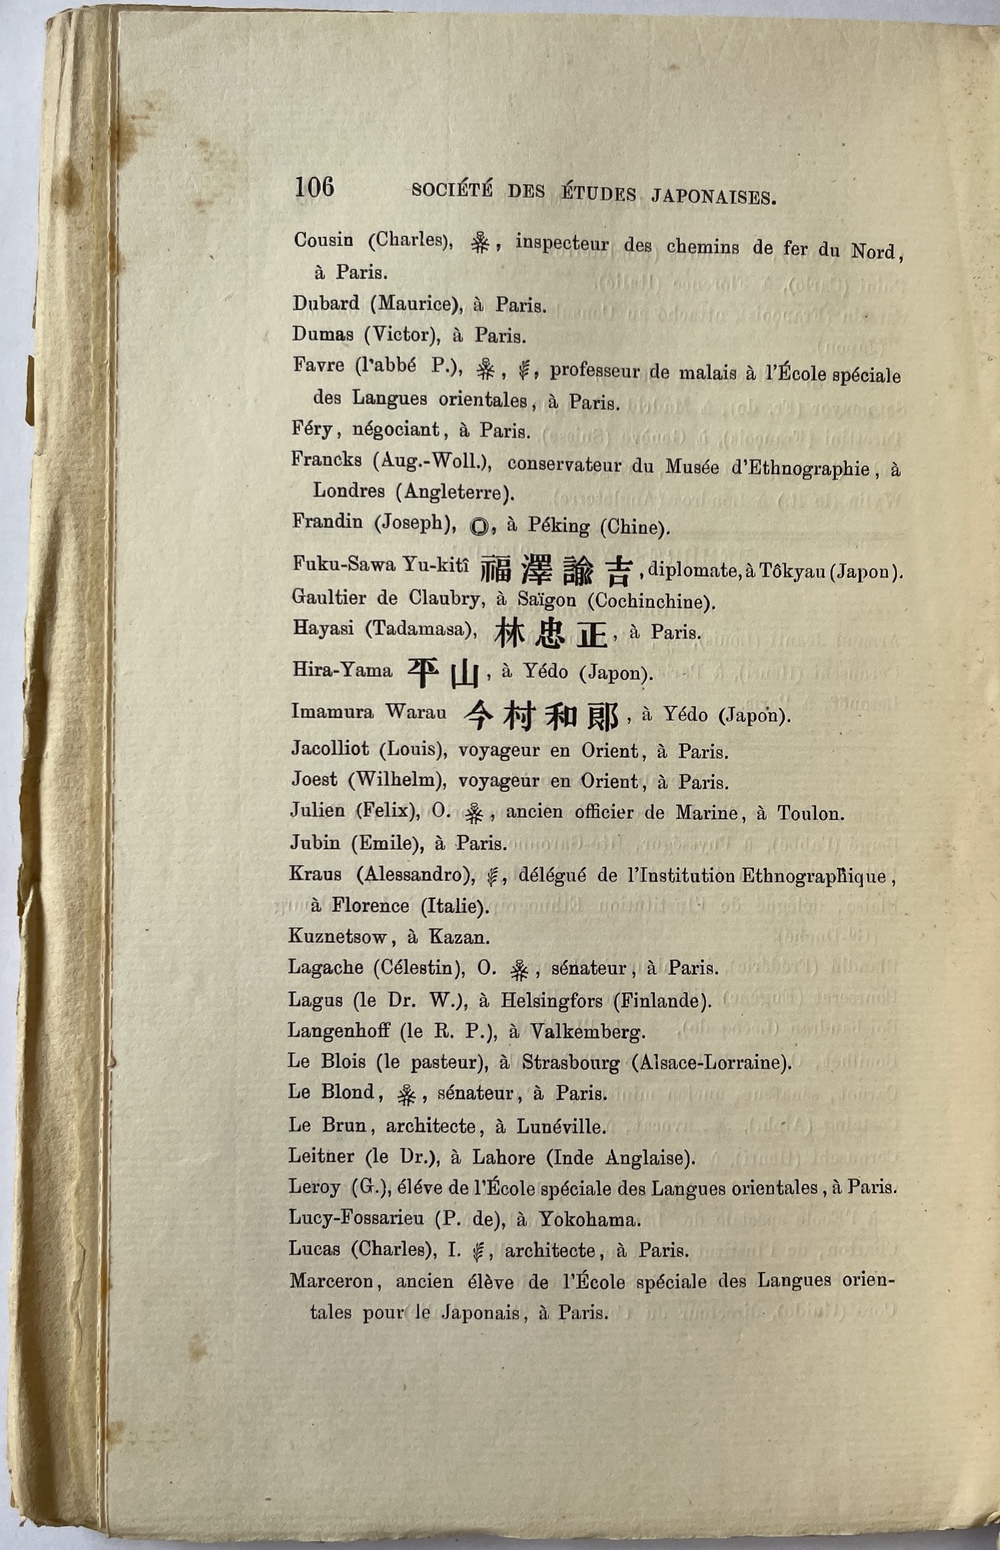 106 SOCIÉTÉ DES ÉTUDES JAPONAISES.
Cousin (Charles), , inspecteur des chemins de fer du Nord,
à Paris.
Dubard (Maurice), à Paris.
Dumas (Victor), à Paris.
Favre (l'abbé P.), , , professeur de malais à l'École spéciale
des Langues orientales, à Paris.
Féry, négociant, à Paris.
Francks (Aug.-Woll.), conservateur du Musée d'Ethnographie, à
Londres (Angleterre).
Frandin (Joseph), , à Péking (Chine).
Fuku-Sawa Yu-kitî 福澤諭吉, diplomate, à Tôkyau (Japon).
Gaultier de Claubry, à Saïgon (Cochinchine).
Hayasi (Tadamasa), 林忠正, à Paris.
Hira-Yama 平山, à Yédo (Japon).
Imamura Warau 今村和郎, à Yédo (Japon).
Jacolliot (Louis), voyageur en Orient, à Paris.
Joest (Wilhelm), voyageur en Orient, à Paris.
Julien (Felix), O. , ancien officier de Marine, à Toulon.
Jubin (Emile), à Paris.
Kraus (Alessandro), , délégué de l'Institution Ethnographique,
à Florence (Italie).
Kuznetsow, à Kazan.
Lagache (Célestin), O. , sénateur, à Paris.
Lagus (le Dr. W.), à Helsingfors (Finlande).
Langenhoff (le R. P.), à Valkemberg.
Le Blois (le pasteur), à Strasbourg (Alsace-Lorraine).
Le Blond, , sénateur, à Paris.
Le Brun, architecte, à Lunéville.
Leitner (le Dr.), à Lahore (Inde Anglaise).
Leroy (G.), éléve de l'École spéciale des Langues orientales, à Paris.
Lucy-Fossarieu (P. de), à Yokohama.
Lucas (Charles), I. , architecte, à Paris.
Marceron, ancien élève de l'École spéciale des Langues orien-
tales pour le Japonais, à Paris.